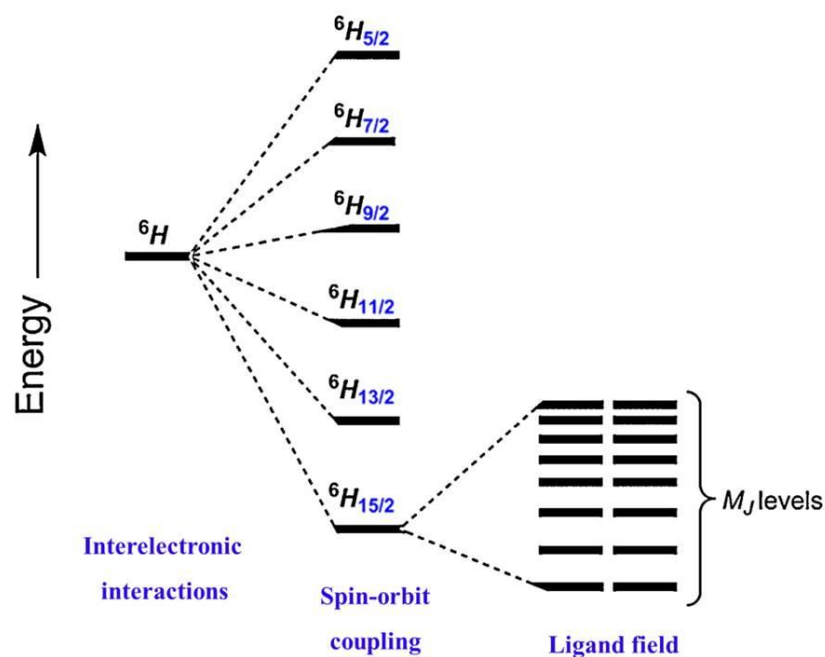 ⁶H₅/₂
⁶H₇/₂
⁶H₉/₂
⁶H
⁶H₁₁/₂
⁶H₁₃/₂
⁶H₁₅/₂
Energy
M_J levels
Interelectronic
interactions
Spin-orbit
coupling
Ligand field